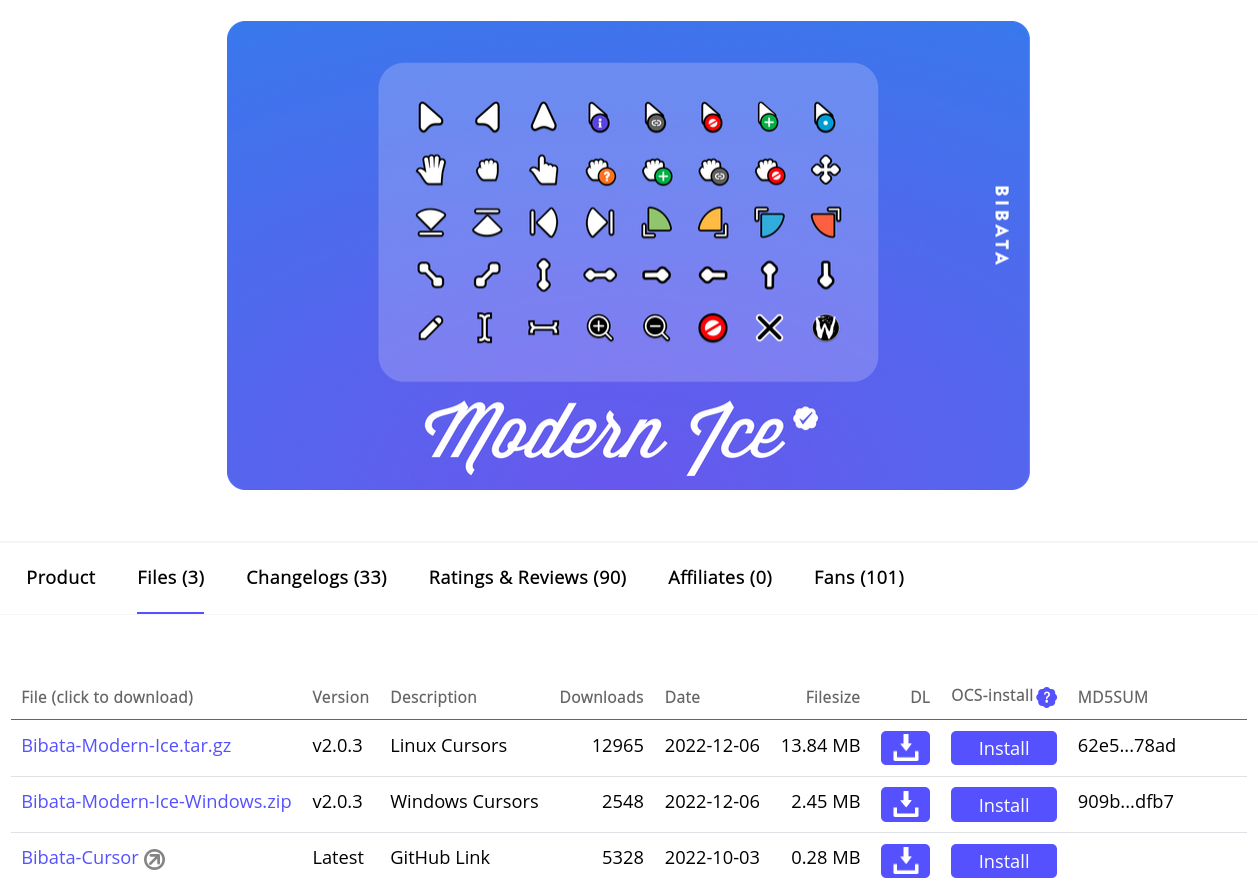 BIBATA
Modern Ice
Product Files (3) Changelogs (33) Ratings & Reviews (90) Affiliates (0) Fans (101)
File (click to download) Version Description Downloads Date Filesize DL OCS-install ? MD5SUM
Bibata-Modern-Ice.tar.gz v2.0.3 Linux Cursors 12965 2022-12-06 13.84 MB Install 62e5...78ad
Bibata-Modern-Ice-Windows.zip v2.0.3 Windows Cursors 2548 2022-12-06 2.45 MB Install 909b...dfb7
Bibata-Cursor Latest GitHub Link 5328 2022-10-03 0.28 MB Install